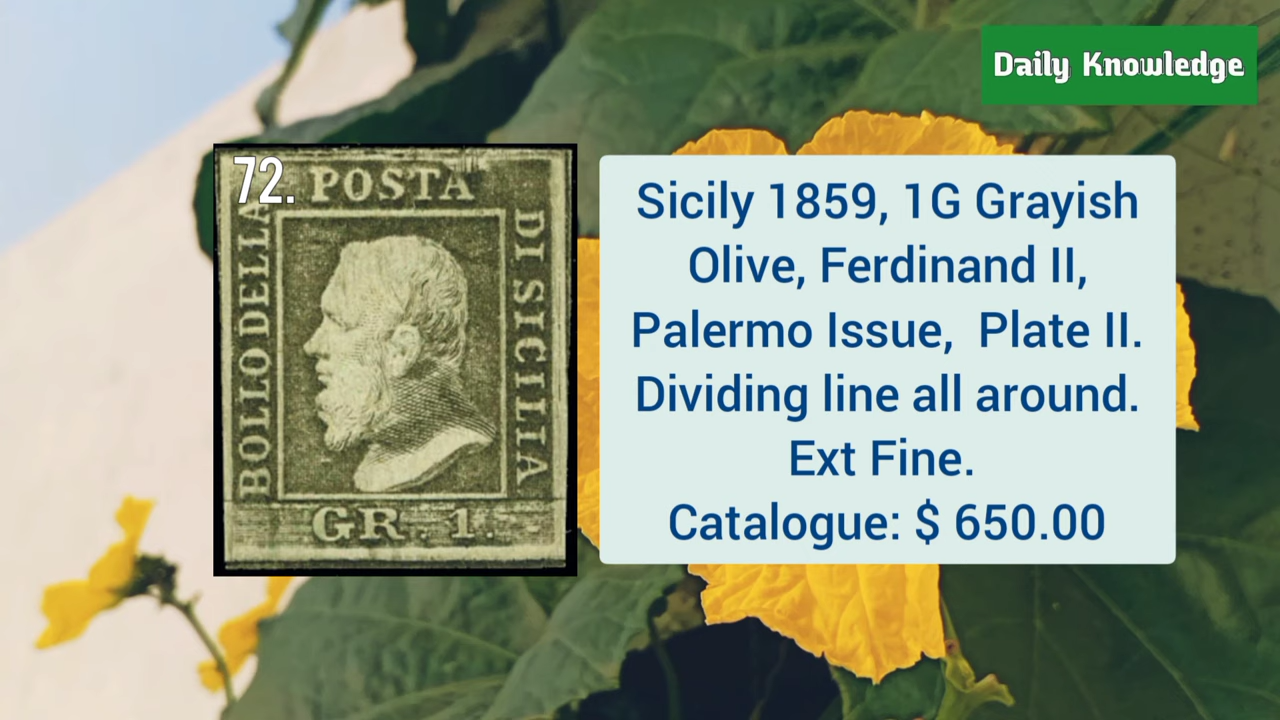 Daily Knowledge
72.
POSTA
BOLLO DELLA
DI SICILIA
GR. 1.
Sicily 1859, 1G Grayish
Olive, Ferdinand II,
Palermo Issue, Plate II.
Dividing line all around.
Ext Fine.
Catalogue: $ 650.00